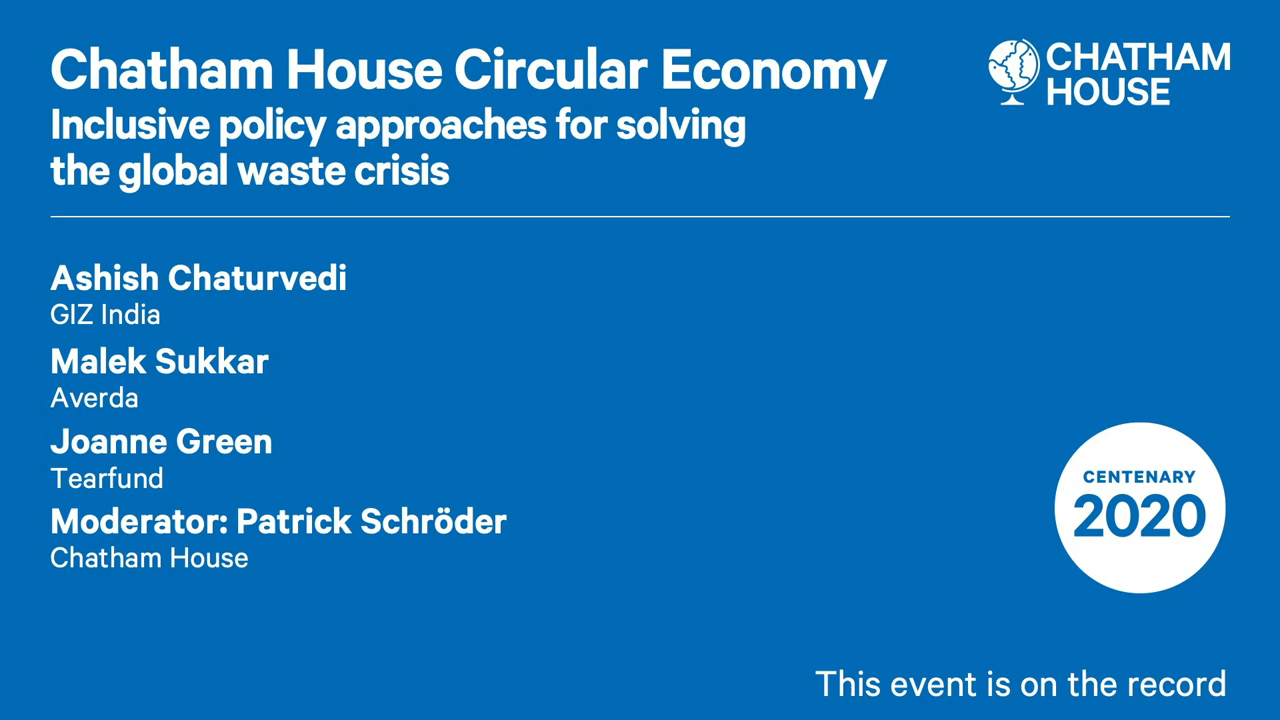 Chatham House Circular Economy
Inclusive policy approaches for solving
the global waste crisis
CHATHAM
HOUSE
Ashish Chaturvedi
GIZ India
Malek Sukkar
Averda
Joanne Green
Tearfund
Moderator: Patrick Schröder
Chatham House
CENTENARY
2020
This event is on the record